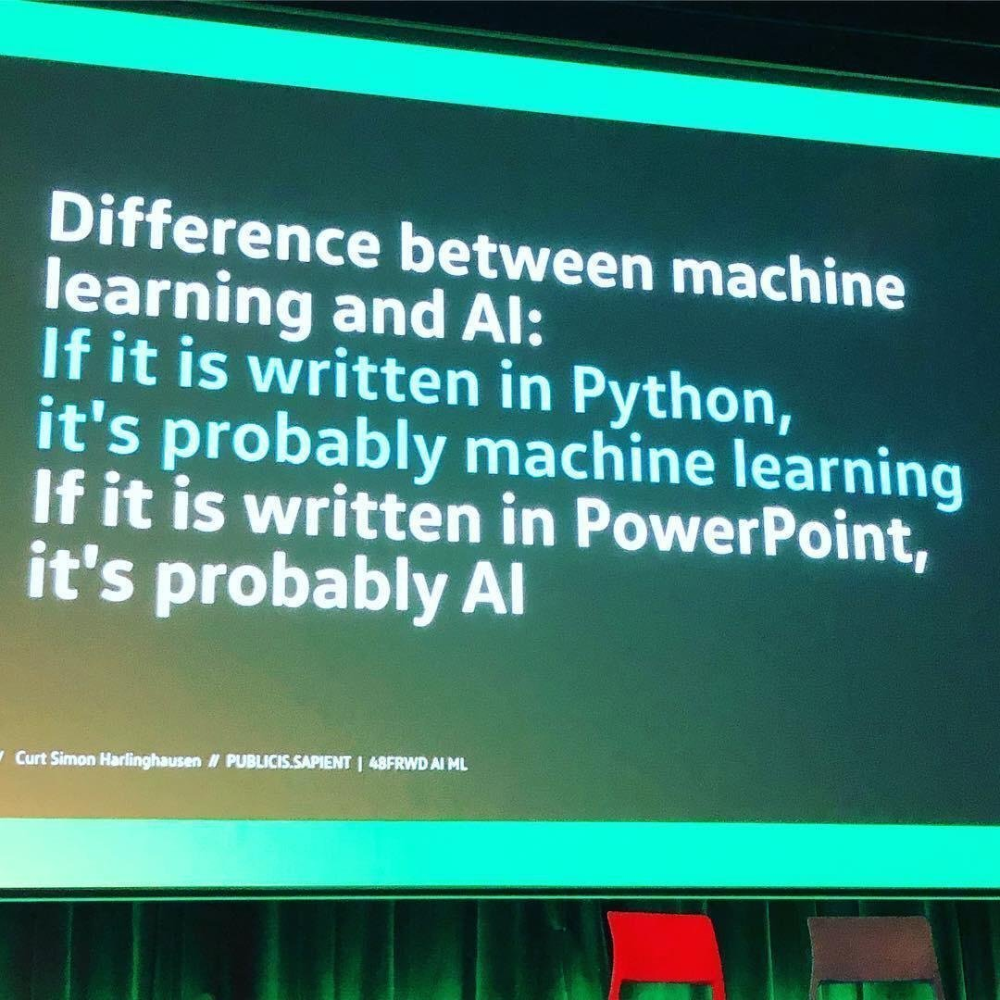 Difference between machine
learning and AI:
If it is written in Python,
it's probably machine learning
If it is written in PowerPoint,
it's probably AI
/ Curt Simon Harlinghausen // PUBLICIS.SAPIENT | 48FRWD AI ML